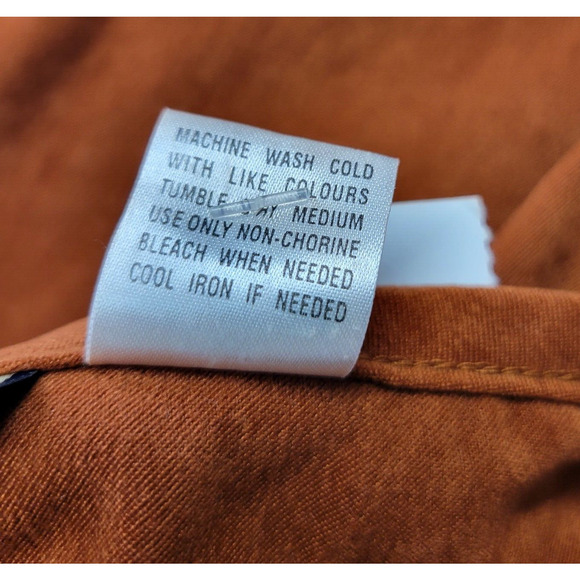 MACHINE WASH COLD
WITH LIKE COLOURS
TUMBLE DRY MEDIUM
USE ONLY NON-CHORINE
BLEACH WHEN NEEDED
COOL IRON IF NEEDED